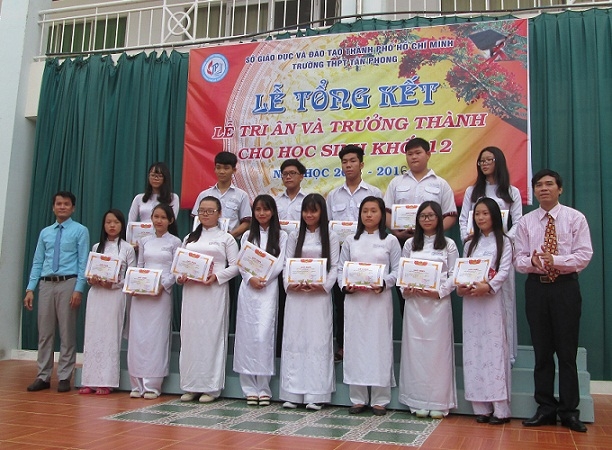 SỞ GIÁO DỤC VÀ ĐÀO TẠO THÀNH PHỐ HỒ CHÍ MINH
TRƯỜNG THPT TÂN PHONG
LỄ TỔNG KẾT
LỄ TRI ÂN VÀ TRƯỞNG THÀNH
CHO HỌC SINH KHỐI 12
HỌC